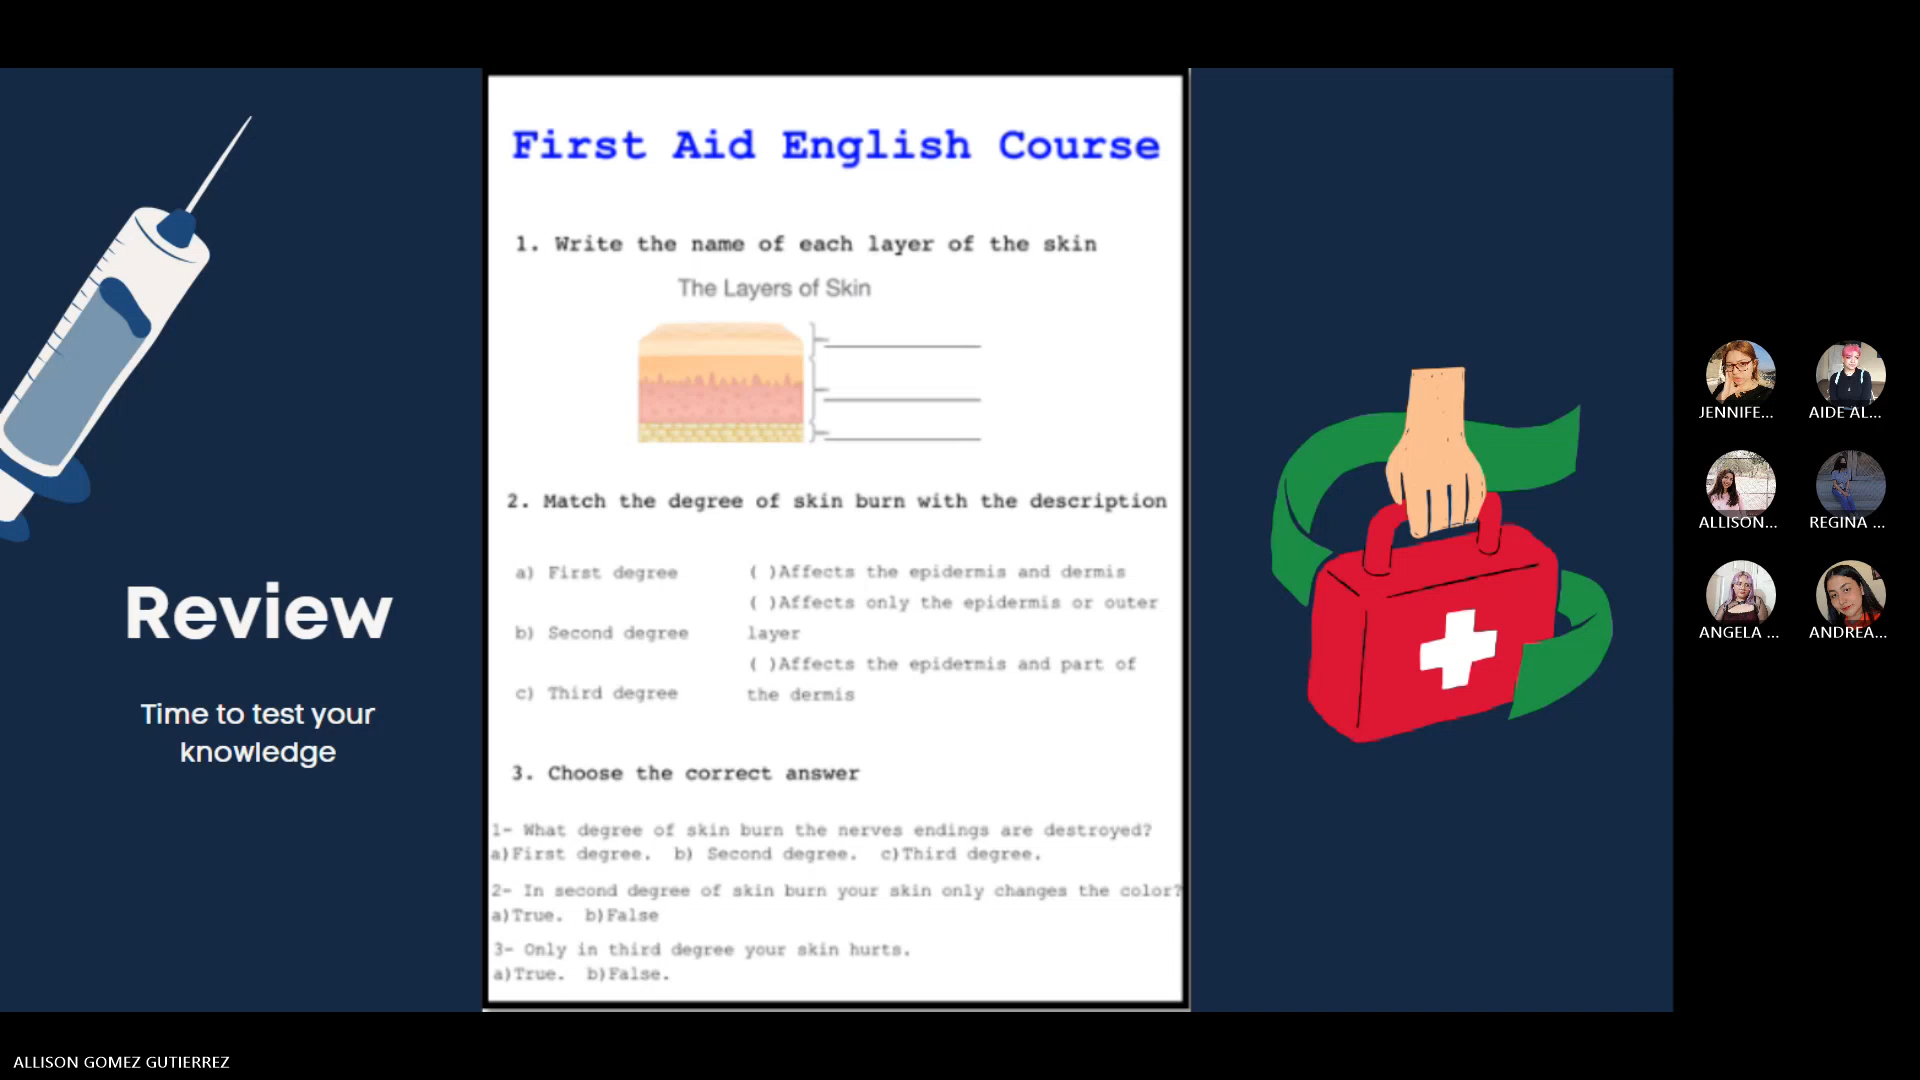 Review
Time to test your
knowledge
First Aid English Course
1. Write the name of each layer of the skin
The Layers of Skin
2. Match the degree of skin burn with the description
a) First degree
b) Second degree
c) Third degree
( )Affects the epidermis and dermis
( )Affects only the epidermis or outer
layer
( )Affects the epidermis and part of
the dermis
3. Choose the correct answer
1- What degree of skin burn the nerves endings are destroyed?
a)First degree. b) Second degree. c)Third degree.
2- In second degree of skin burn your skin only changes the color?
a)True. b)False
3- Only in third degree your skin hurts.
a)True. b)False.
JENNIFE... AIDE AL...
ALLISON... REGINA ...
ANGELA ... ANDREA...
ALLISON GOMEZ GUTIERREZ